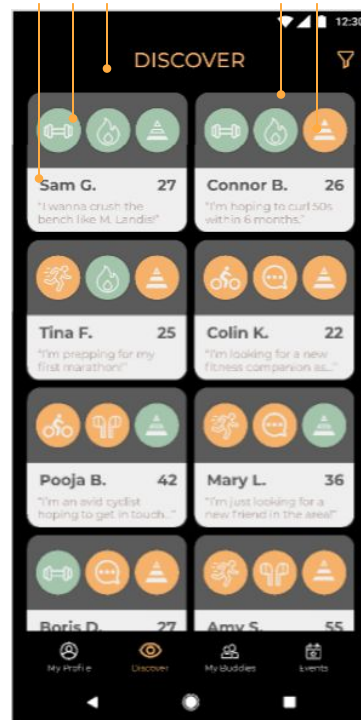 12:30
DISCOVER
Sam G. 27
"I wanna crush the
bench like M. Landis!"
Connor B. 26
"I'm hoping to curl 50s
within 6 months."
Tina F. 25
"I'm prepping for my
first marathon!"
Colin K. 22
"I'm looking for a new
fitness companion as..."
Pooja B. 42
"I'm an avid cyclist
hoping to get in touch..."
Mary L. 36
"I'm just looking for a
new friend in the area!"
Boris D. 27
Amy S. 55
My Profile
Discover
My Buddies
Events